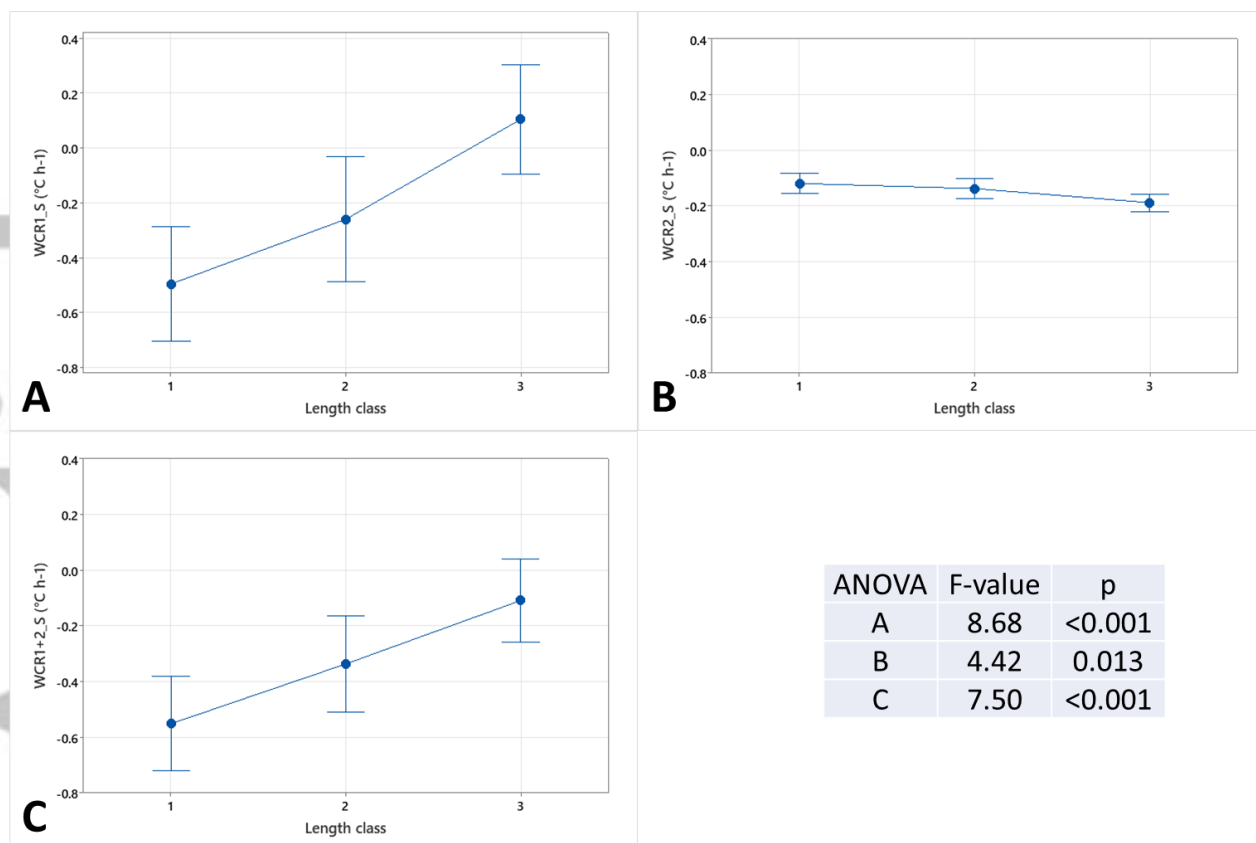 0.4
0.2
0.0
-0.2
-0.4
-0.6
-0.8
WCR1_S (°C h-1)
1 2 3
Length class
A
0.4
0.2
0.0
-0.2
-0.4
-0.6
-0.8
WCR2_S (°C h-1)
1 2 3
Length class
B
0.4
0.2
0.0
-0.2
-0.4
-0.6
-0.8
WCR1+2_S (°C h-1)
1 2 3
Length class
C
ANOVA F-value p
A 8.68 <0.001
B 4.42 0.013
C 7.50 <0.001